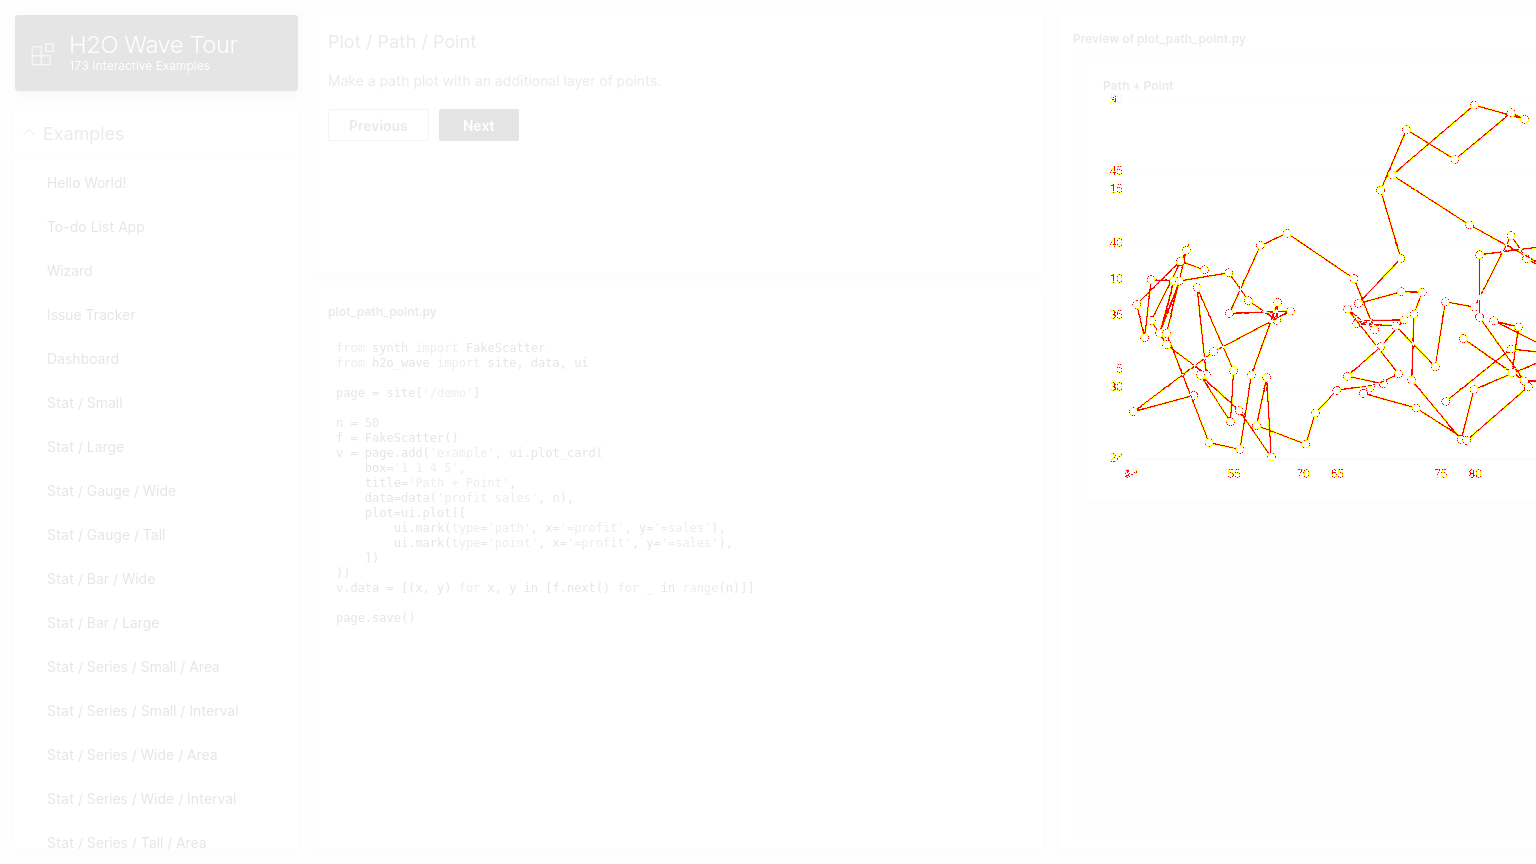 H2O Wave Tour
173 Interactive Examples
Examples
Hello World!
To-do List App
Wizard
Issue Tracker
Dashboard
Stat / Small
Stat / Large
Stat / Gauge / Wide
Stat / Gauge / Tall
Stat / Bar / Wide
Stat / Bar / Large
Stat / Series / Small / Area
Stat / Series / Small / Interval
Stat / Series / Wide / Area
Stat / Series / Wide / Interval
Stat / Series / Tall / Area
Plot / Path / Point
Make a path plot with an additional layer of points.
Previous
Next
plot_path_point.py
from synth import FakeScatter
from h2o_wave import site, data, ui
page = site['/demo']
n = 50
f = FakeScatter()
v = page.add('example', ui.plot_card(
box='1 1 4 5',
title='Path + Point',
data=data('profit sales', n),
plot=ui.plot([
ui.mark(type='path', x='=profit', y='=sales'),
ui.mark(type='point', x='=profit', y='=sales'),
])
))
v.data = [(x, y) for x, y in [f.next() for _ in range(n)]]
page.save()
Preview of plot_path_point.py
Path + Point
45
15
40
10
35
5
30
55
70
65
75
80